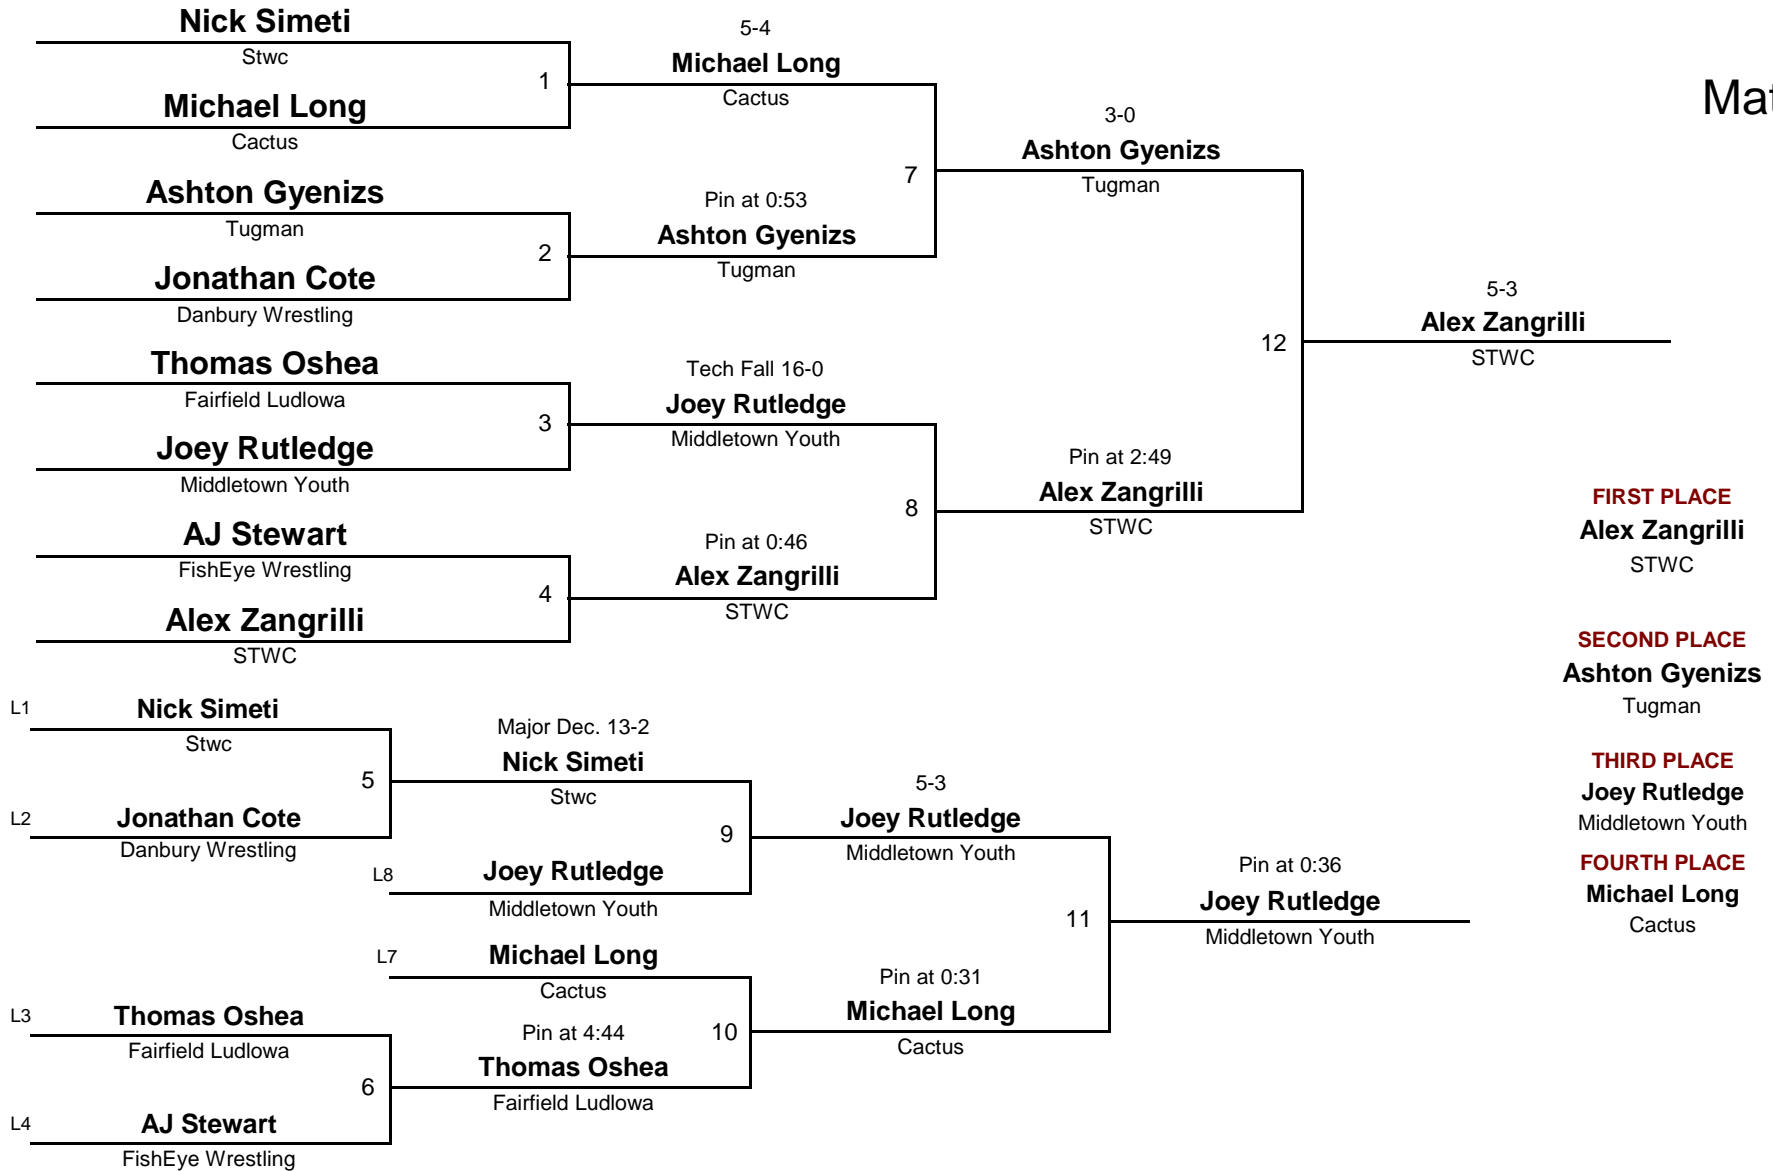 Nick Simeti
Stwc
1
Michael Long
Cactus
Ashton Gyenizs
Tugman
2
Jonathan Cote
Danbury Wrestling
Thomas Oshea
Fairfield Ludlowa
3
Joey Rutledge
Middletown Youth
AJ Stewart
FishEye Wrestling
4
Alex Zangrilli
STWC
5-4
Michael Long
Cactus
7
Pin at 0:53
Ashton Gyenizs
Tugman
Tech Fall 16-0
Joey Rutledge
Middletown Youth
8
Pin at 0:46
Alex Zangrilli
STWC
3-0
Ashton Gyenizs
Tugman
12
Pin at 2:49
Alex Zangrilli
STWC
5-3
Alex Zangrilli
STWC
L1
Nick Simeti
Stwc
5
L2
Jonathan Cote
Danbury Wrestling
L3
Thomas Oshea
Fairfield Ludlowa
6
L4
AJ Stewart
FishEye Wrestling
Major Dec. 13-2
Nick Simeti
Stwc
9
L8
Joey Rutledge
Middletown Youth
L7
Michael Long
Cactus
10
Pin at 4:44
Thomas Oshea
Fairfield Ludlowa
5-3
Joey Rutledge
Middletown Youth
11
Pin at 0:31
Michael Long
Cactus
Pin at 0:36
Joey Rutledge
Middletown Youth
FIRST PLACE
Alex Zangrilli
STWC
SECOND PLACE
Ashton Gyenizs
Tugman
THIRD PLACE
Joey Rutledge
Middletown Youth
FOURTH PLACE
Michael Long
Cactus